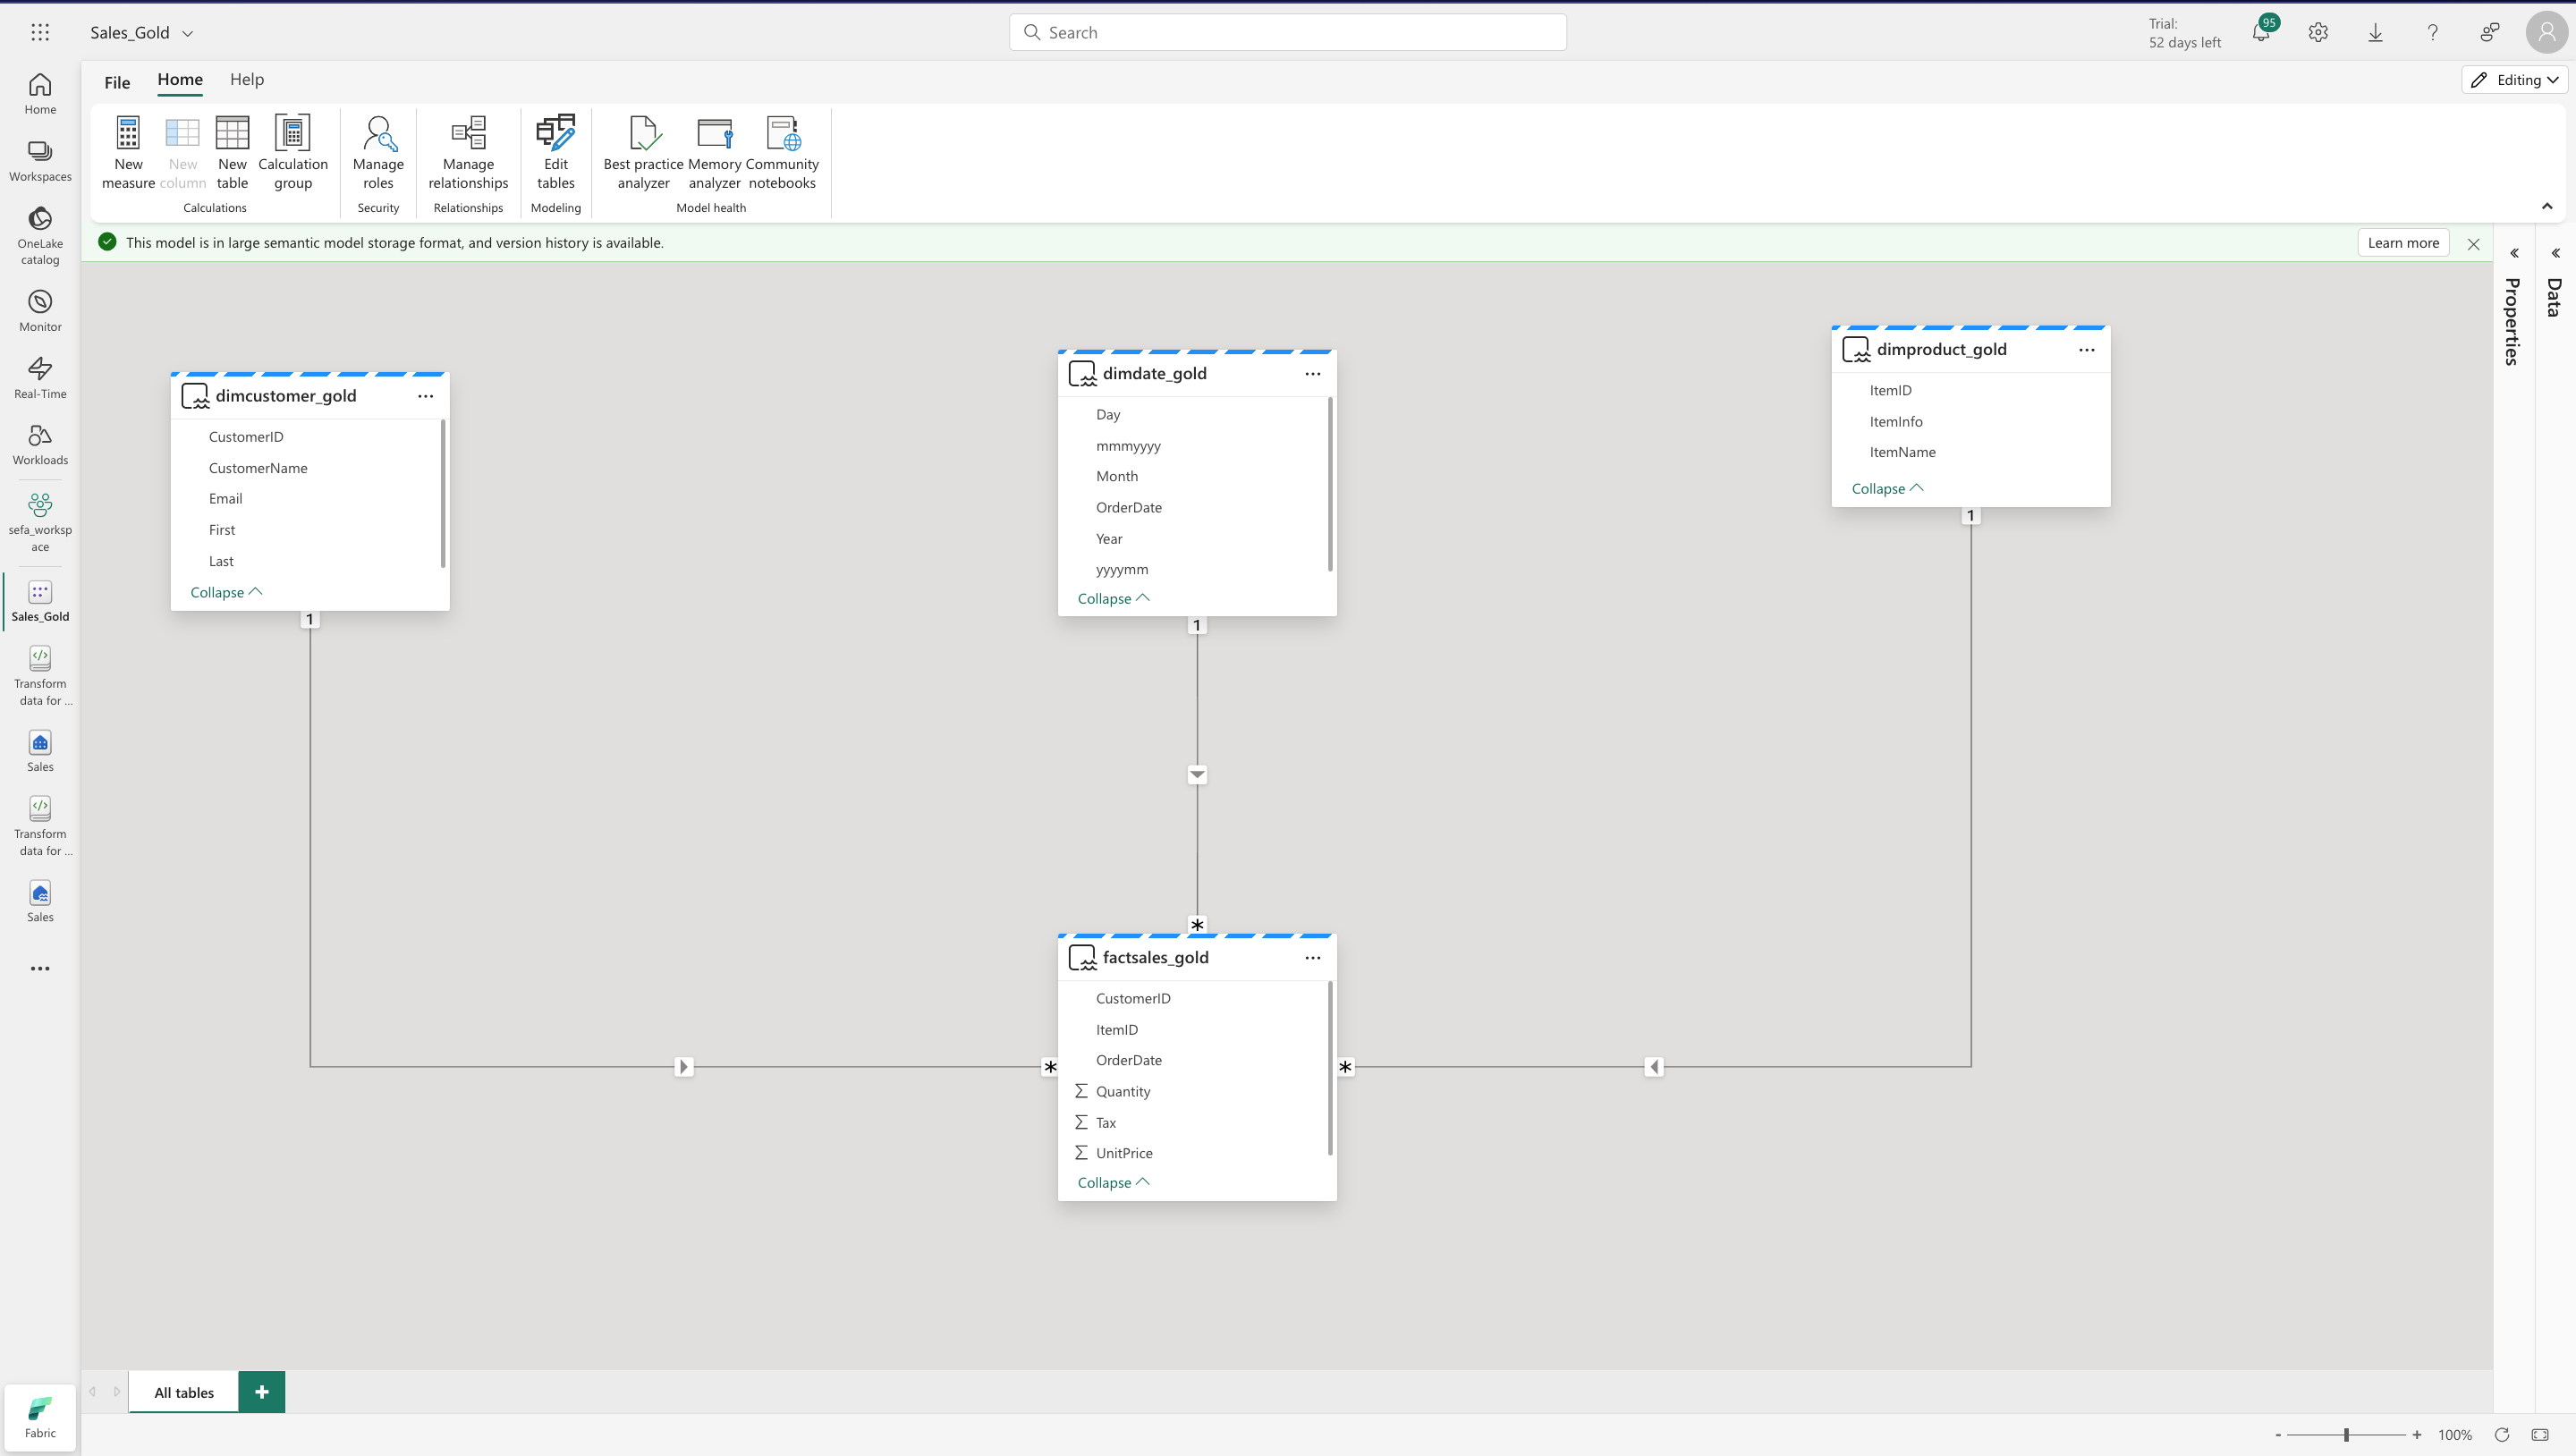 Sales_Gold
Search
Trial:
52 days left
95
Home
Workspaces
OneLake
catalog
Monitor
Real-Time
Workloads
sefa_worksp
ace
Sales_Gold
Transform
data for ...
Sales
Transform
data for ...
Sales
Fabric
File
Home
Help
Editing
New
measure
New
column
New
table
Calculation
group
Calculations
Manage
roles
Security
Manage
relationships
Relationships
Edit
tables
Modeling
Best practice
analyzer
Memory
analyzer
Community
notebooks
Model health
This model is in large semantic model storage format, and version history is available.
Learn more
Properties
Data
dimcustomer_gold
CustomerID
CustomerName
Email
First
Last
Collapse
1
dimdate_gold
Day
mmmyyyy
Month
OrderDate
Year
yyyymm
Collapse
1
dimproduct_gold
ItemID
ItemInfo
ItemName
Collapse
1
*
*
*
factsales_gold
CustomerID
ItemID
OrderDate
Σ Quantity
Σ Tax
Σ UnitPrice
Collapse
All tables
+
- + 100%